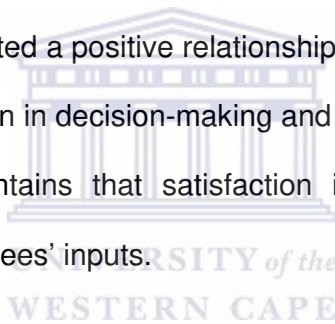 ted a positive relationship
n in decision-making and
ntains that satisfaction i
ees' inputs.
UNIVERSITY of the
WESTERN CAPE